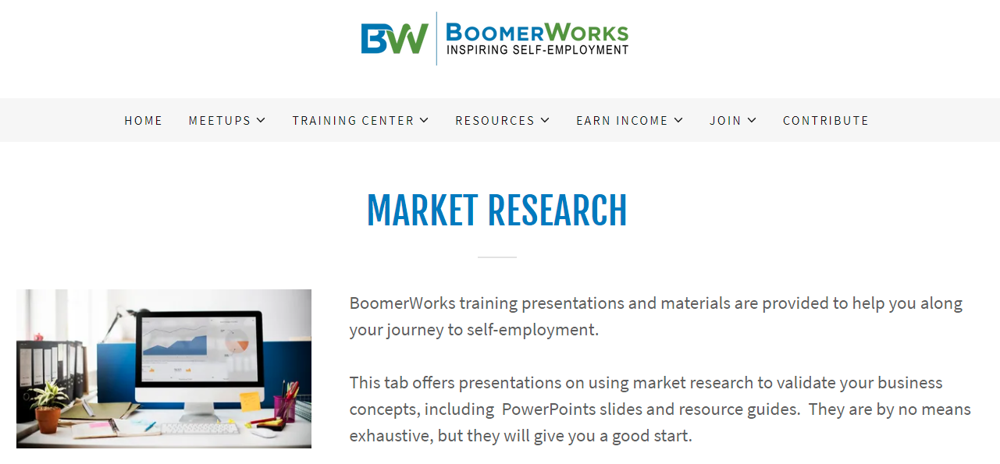 BW BOOMERWORKS
INSPIRING SELF-EMPLOYMENT
HOME MEETUPS TRAINING CENTER RESOURCES EARN INCOME JOIN CONTRIBUTE
MARKET RESEARCH
BoomerWorks training presentations and materials are provided to help you along
your journey to self-employment.
This tab offers presentations on using market research to validate your business
concepts, including  PowerPoints slides and resource guides.  They are by no means
exhaustive, but they will give you a good start.